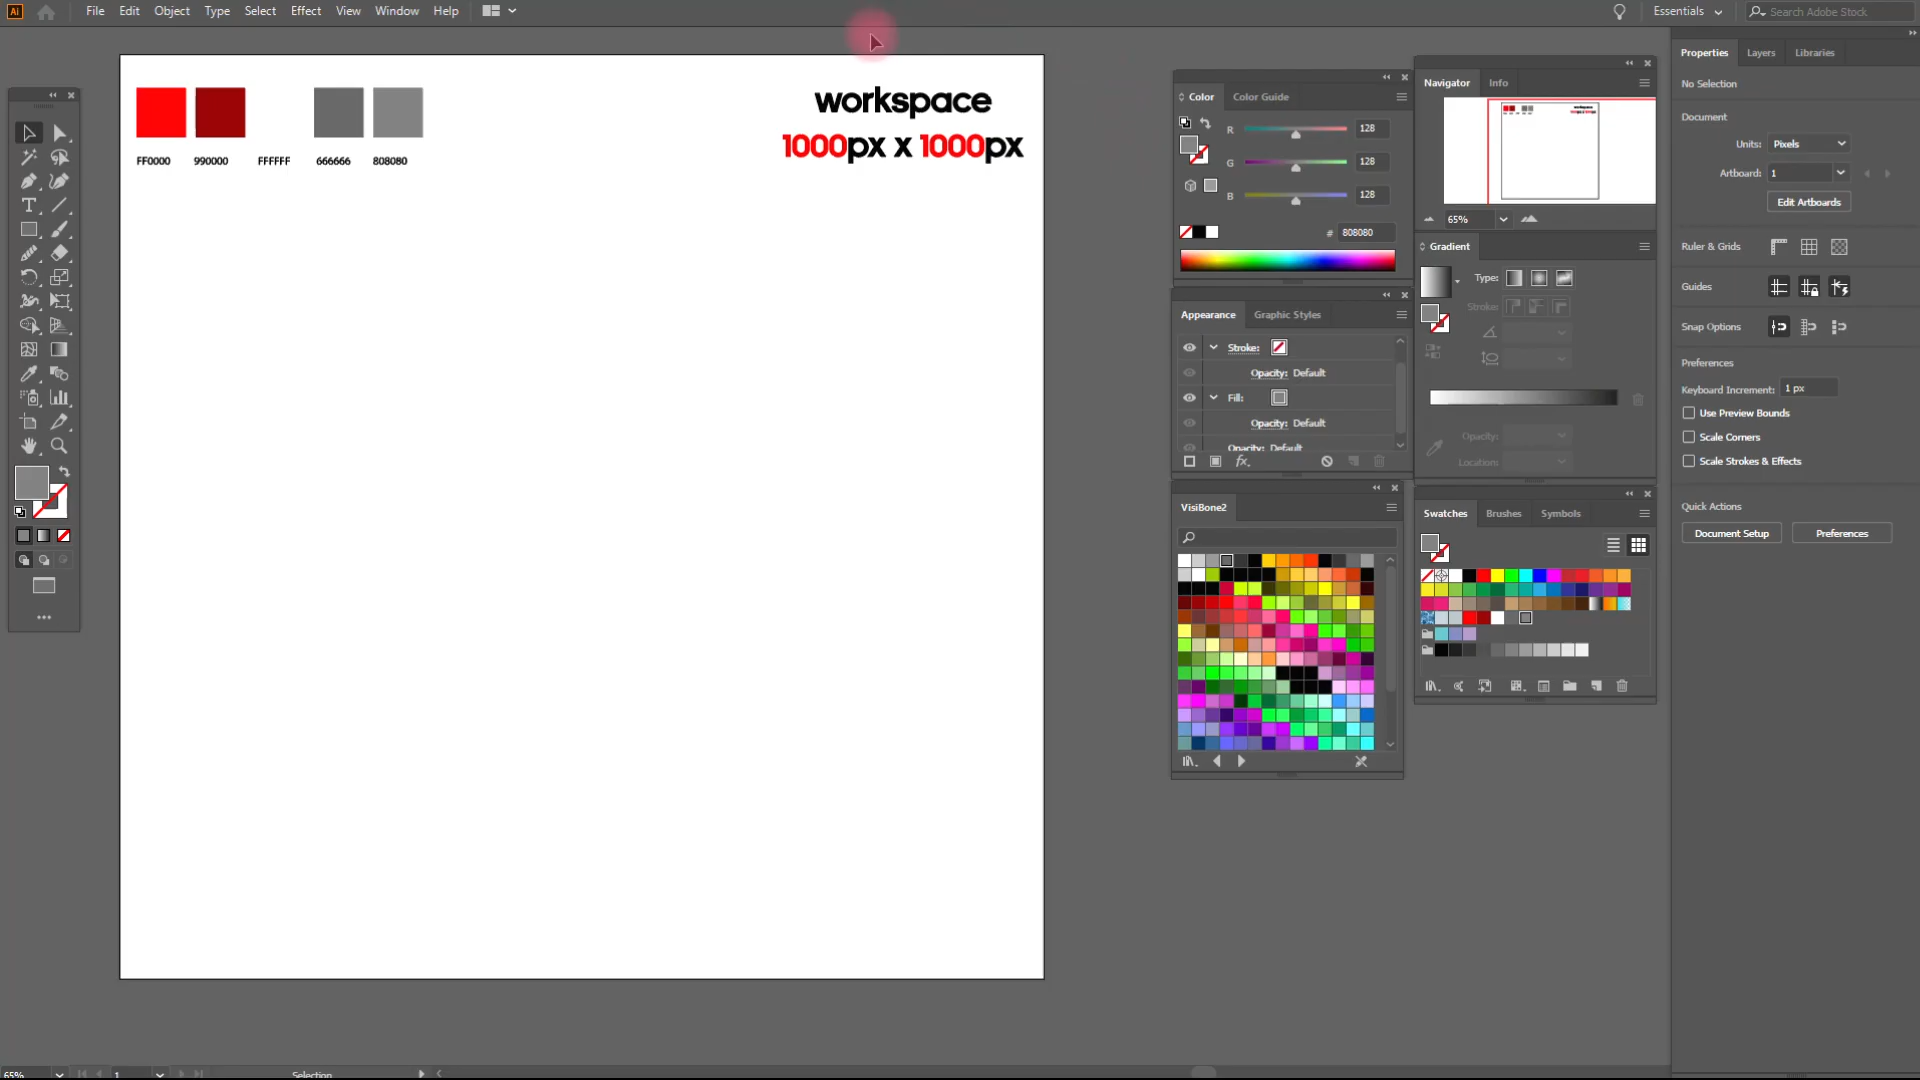 Ai File Edit Object Type Select Effect View Window Help Essentials Search Adobe Stock
Properties Layers Libraries
No Selection
Document
Units: Pixels
Artboard: 1
Edit Artboards
Ruler & Grids
Guides
Snap Options
Preferences
Keyboard Increment: 1 px
Use Preview Bounds
Scale Corners
Scale Strokes & Effects
Quick Actions
Document Setup Preferences
FF0000 990000 FFFFFF 666666 808080
workspace
1000px x 1000px
Color Color Guide
R 128
G 128
B 128
# 808080
Appearance Graphic Styles
Stroke:
Opacity: Default
Fill:
Opacity: Default
Opacity: Default
fx
VisiBone2
Navigator Info
65%
Gradient
Type:
Stroke:
Opacity:
Location:
Swatches Brushes Symbols
65% 1 Selection